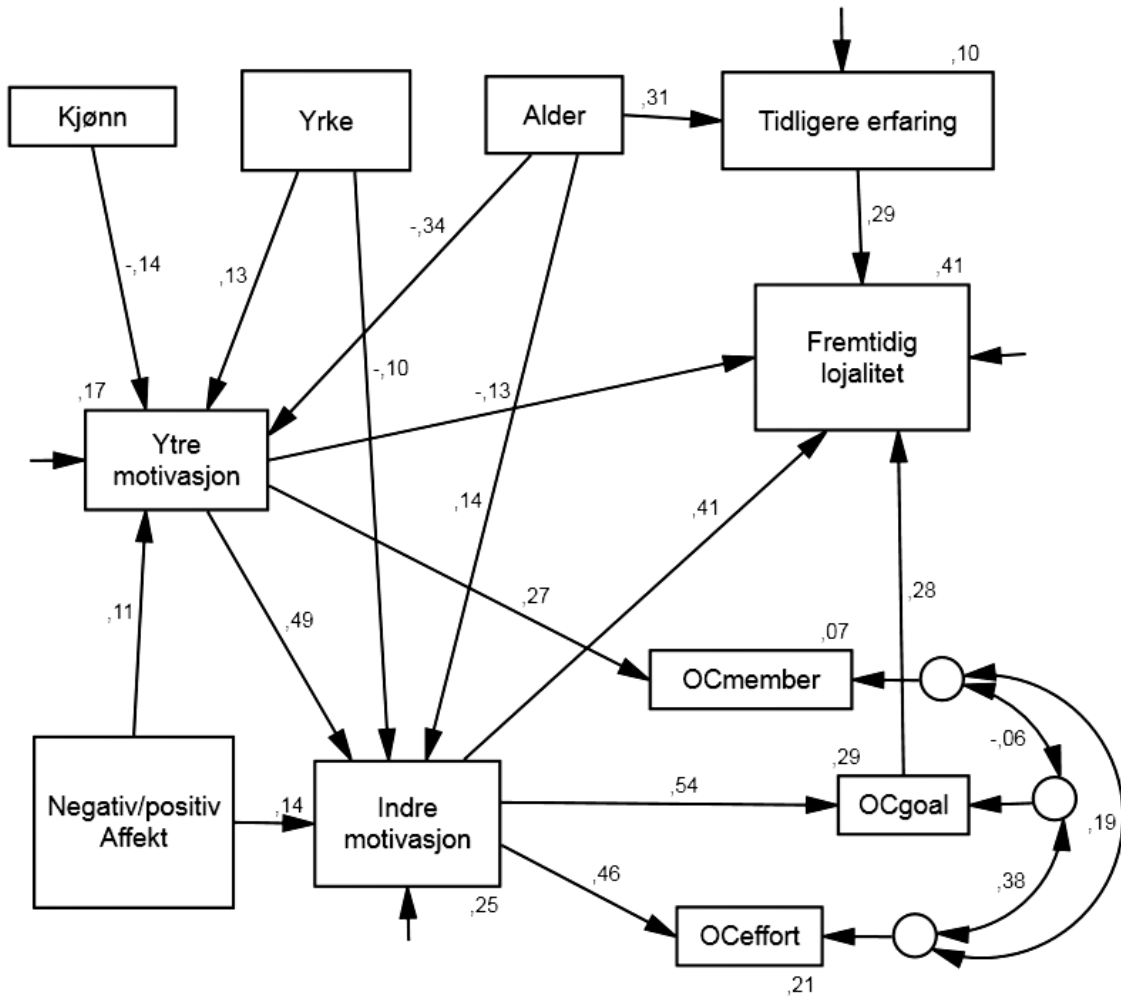 ,10
Kjønn
Yrke
Alder
,31
Tidligere erfaring
,29
-,34
-,14
,13
,41
Fremtidig
lojalitet
-,10
-,13
,17
Ytre
motivasjon
,14
,41
,27
,28
,11
,49
,07
OCmember
-,06
,29
Negativ/positiv
Affekt
,14
Indre
motivasjon
,54
OCgoal
,19
,46
,38
,25
OCeffort
,21